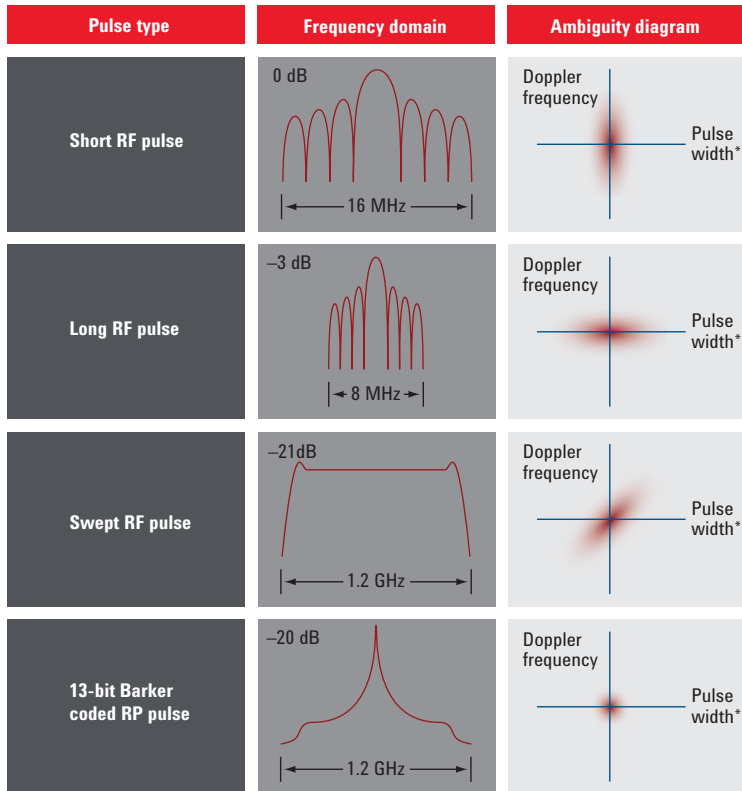 Pulse type
Frequency domain
Ambiguity diagram
Short RF pulse
0 dB
16 MHz
Doppler
frequency
Pulse
width*
Long RF pulse
–3 dB
8 MHz
Doppler
frequency
Pulse
width*
Swept RF pulse
–21dB
1.2 GHz
Doppler
frequency
Pulse
width*
13-bit Barker
coded RP pulse
–20 dB
1.2 GHz
Doppler
frequency
Pulse
width*